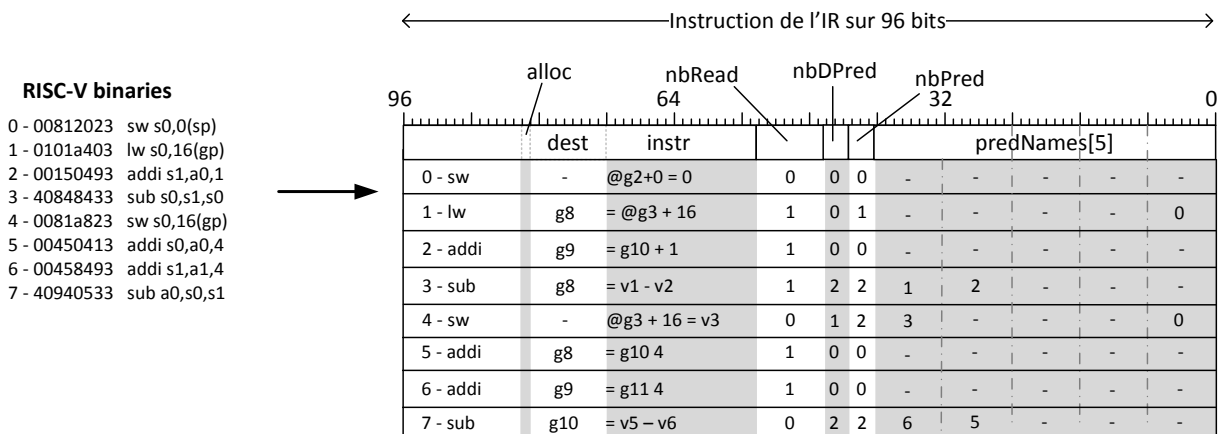 Instruction de l'IR sur 96 bits
alloc nbRead nbDPred nbPred
RISC-V binaries
96 64 32 0
0 - 00812023 sw s0,0(sp)
1 - 0101a403 lw s0,16(gp)
2 - 00150493 addi s1,a0,1
3 - 40848433 sub s0,s1,s0
4 - 0081a823 sw s0,16(gp)
5 - 00450413 addi s0,a0,4
6 - 00458493 addi s1,a1,4
7 - 40940533 sub a0,s0,s1
dest instr predNames[5]
0 - sw - @g2+0 = 0 0 0 0 - - - - -
1 - lw g8 = @g3 + 16 1 0 1 - - - - 0
2 - addi g9 = g10 + 1 1 0 0 - - - - -
3 - sub g8 = v1 - v2 1 2 2 1 2 - - -
4 - sw - @g3 + 16 = v3 0 1 2 3 - - - 0
5 - addi g8 = g10 4 1 0 0 - - - - -
6 - addi g9 = g11 4 1 0 0 - - - - -
7 - sub g10 = v5 – v6 0 2 2 6 5 - - -